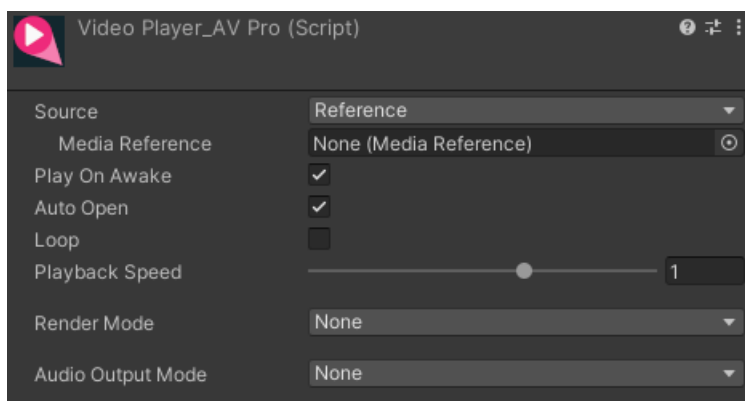 Video Player_AV Pro (Script)
Source Reference
Media Reference None (Media Reference)
Play On Awake
Auto Open
Loop
Playback Speed 1
Render Mode None
Audio Output Mode None